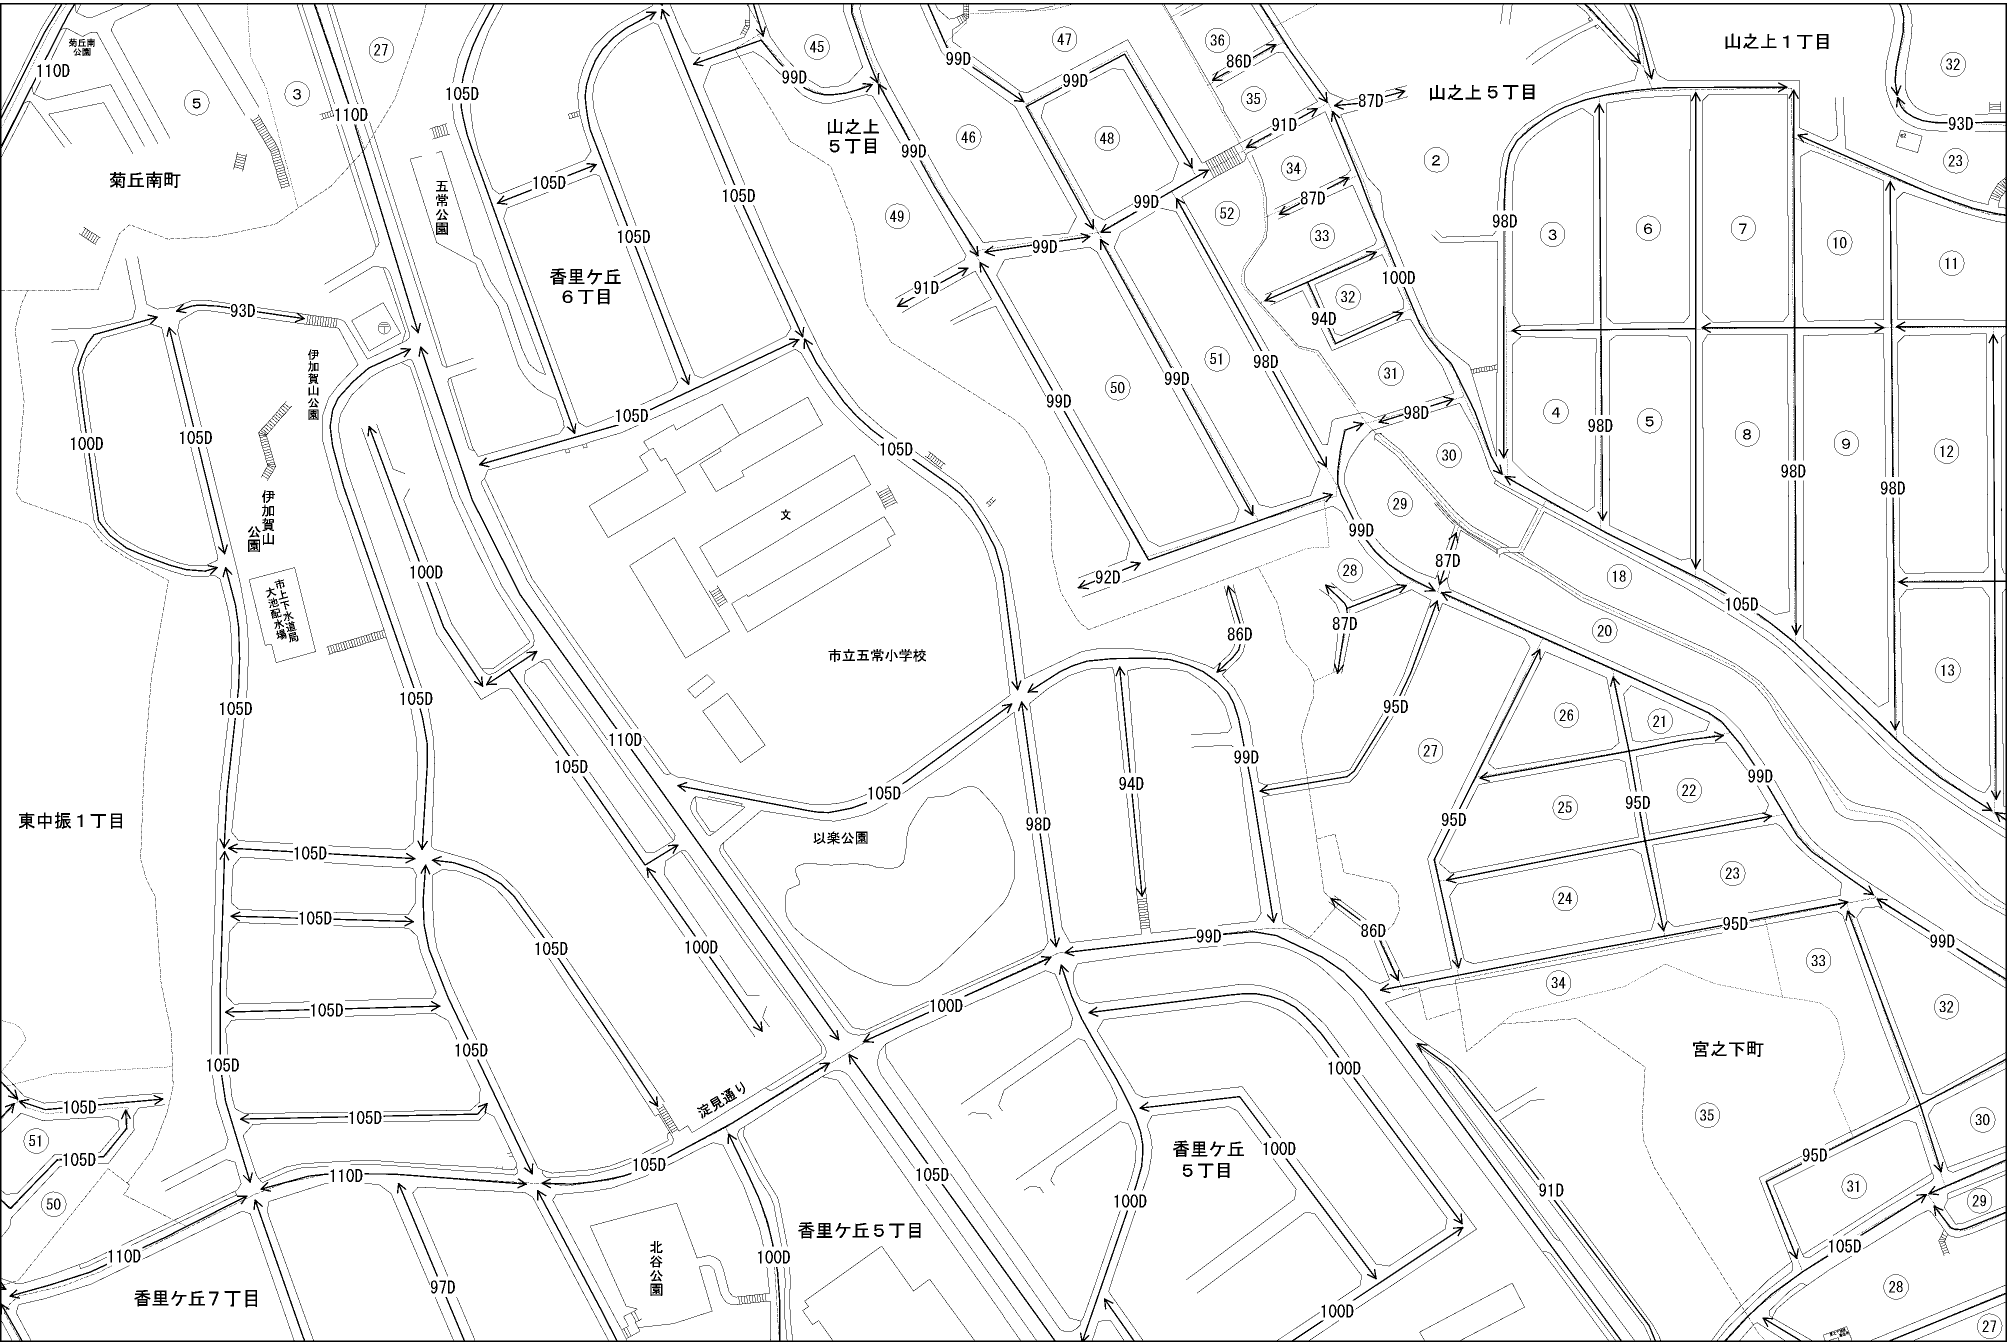 菊丘南
公園
110D
27
3
5
110D
105D
45
99D
99D
47
99D
36
86D
35
91D
87D
山之上５丁目
山之上１丁目
32
93D
23
山之上
５丁目
99D
46
48
34
2
菊丘南町
五常公園
105D
105D
105D
87D
33
99D
52
49
99D
98D
3
6
7
10
11
香里ケ丘
６丁目
91D
100D
32
94D
93D
伊加賀山公園
98D
51
31
50
99D
99D
98D
4
5
98D
8
9
12
105D
100D
105D
105D
30
98D
98D
伊加賀山
公園
文
29
99D
87D
100D
92D
28
18
市上下水道局
大池配水場
86D
87D
105D
20
市立五常小学校
13
105D
105D
95D
26
21
110D
105D
99D
27
94D
99D
105D
22
95D
25
95D
東中振１丁目
以楽公園
98D
105D
23
24
105D
105D
100D
99D
86D
95D
99D
33
34
105D
100D
32
105D
105D
宮之下町
100D
105D
淀見通り
105D
35
30
51
105D
105D
香里ケ丘
５丁目
100D
95D
110D
105D
105D
31
91D
29
50
100D
香里ケ丘５丁目
110D
北谷公園
100D
105D
97D
28
香里ケ丘７丁目
100D
27